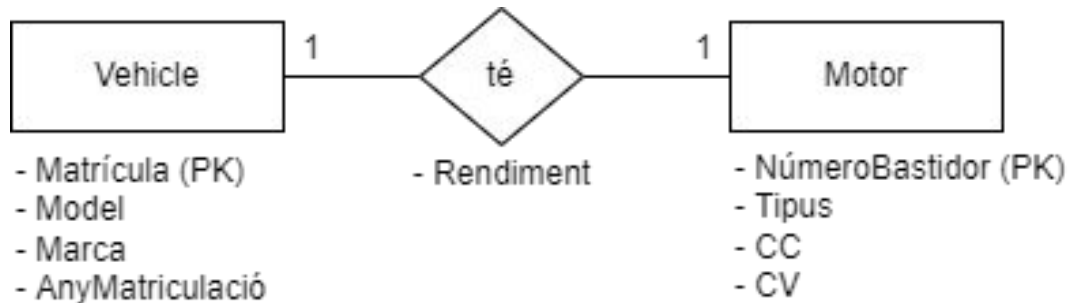 Vehicle
1
té
1
Motor
- Matrícula (PK)
- Model
- Marca
- AnyMatriculació
- Rendiment
- NúmeroBastidor (PK)
- Tipus
- CC
- CV